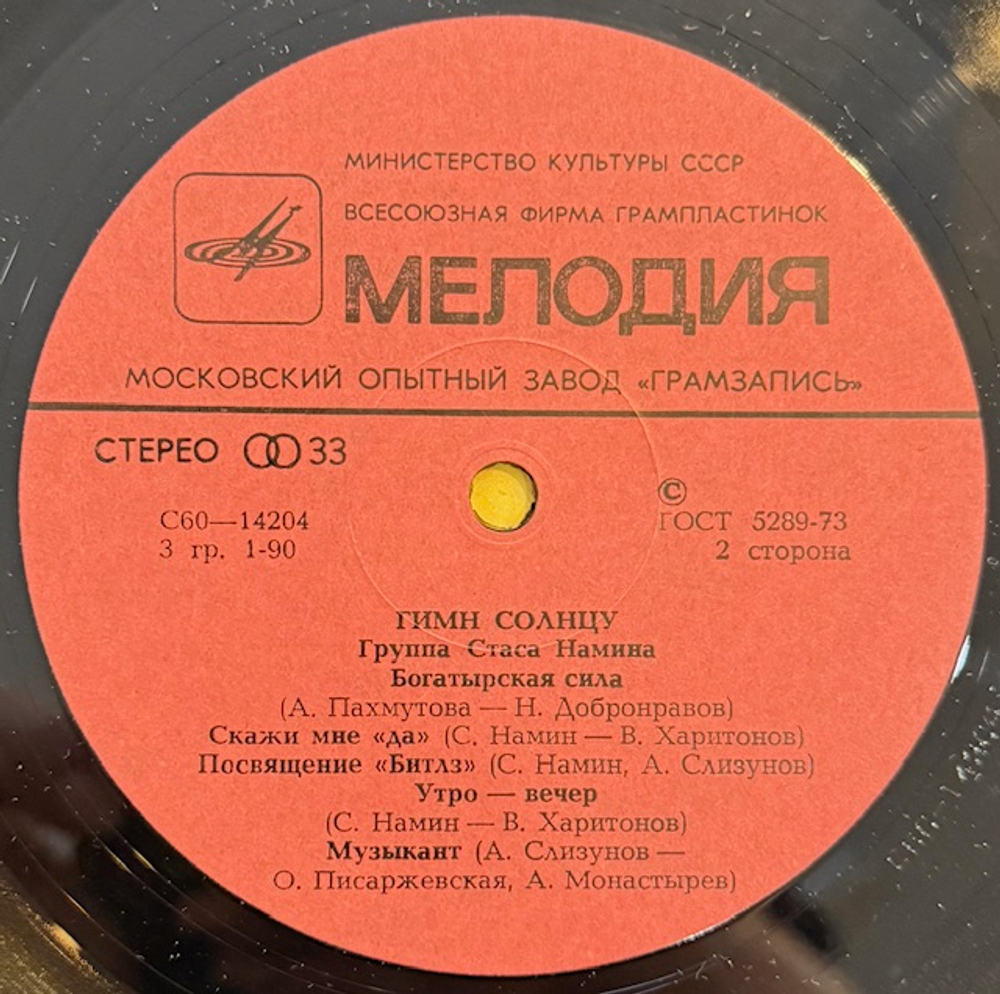 МИНИСТЕРСТВО КУЛЬТУРЫ СССР
ВСЕСОЮЗНАЯ ФИРМА ГРАМПЛАСТИНОК
МЕЛОДИЯ
МОСКОВСКИЙ ОПЫТНЫЙ ЗАВОД «ГРАМЗАПИСЬ»
СТЕРЕО 33
©
С60—14204 ГОСТ 5289-73
3 гр. 1-90 2 сторона
ГИМН СОЛНЦУ
Группа Стаса Намина
Богатырская сила
(А. Пахмутова — Н. Добронравов)
Скажи мне «да» (С. Намин — В. Харитонов)
Посвящение «Битлз» (С. Намин, А. Слизунов)
Утро — вечер
(С. Намин — В. Харитонов)
Музыкант (А. Слизунов —
О. Писаржевская, А. Монастырев)